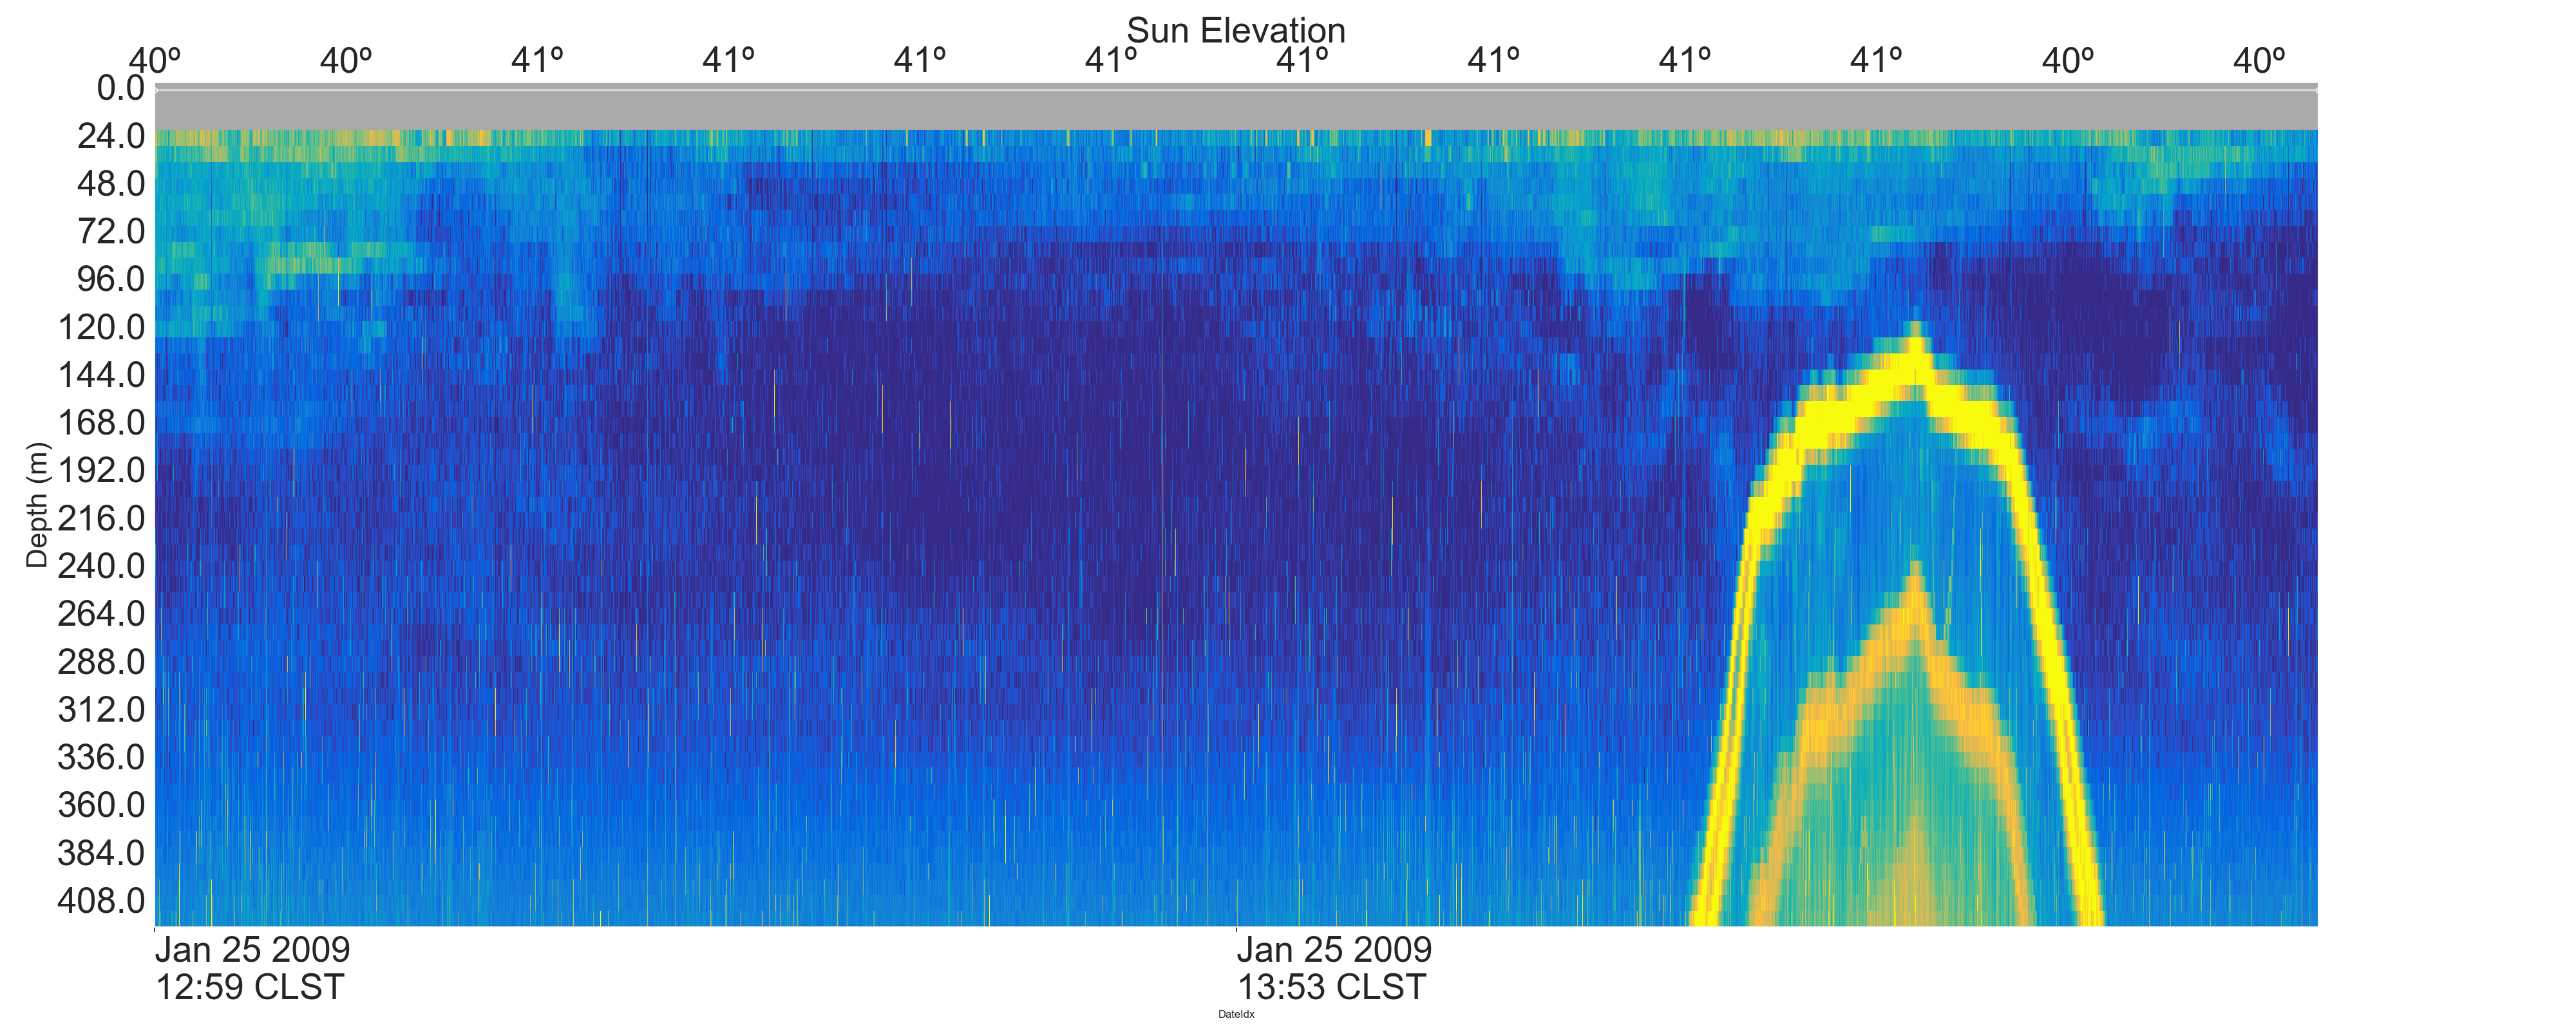 Sun Elevation
40º 40º 41º 41º 41º 41º 41º 41º 41º 41º 40º 40º
0.0
24.0
48.0
72.0
96.0
120.0
144.0
168.0
192.0
216.0
240.0
264.0
288.0
312.0
336.0
360.0
384.0
408.0
Depth (m)
Jan 25 2009
12:59 CLST
Jan 25 2009
13:53 CLST
DateIdx